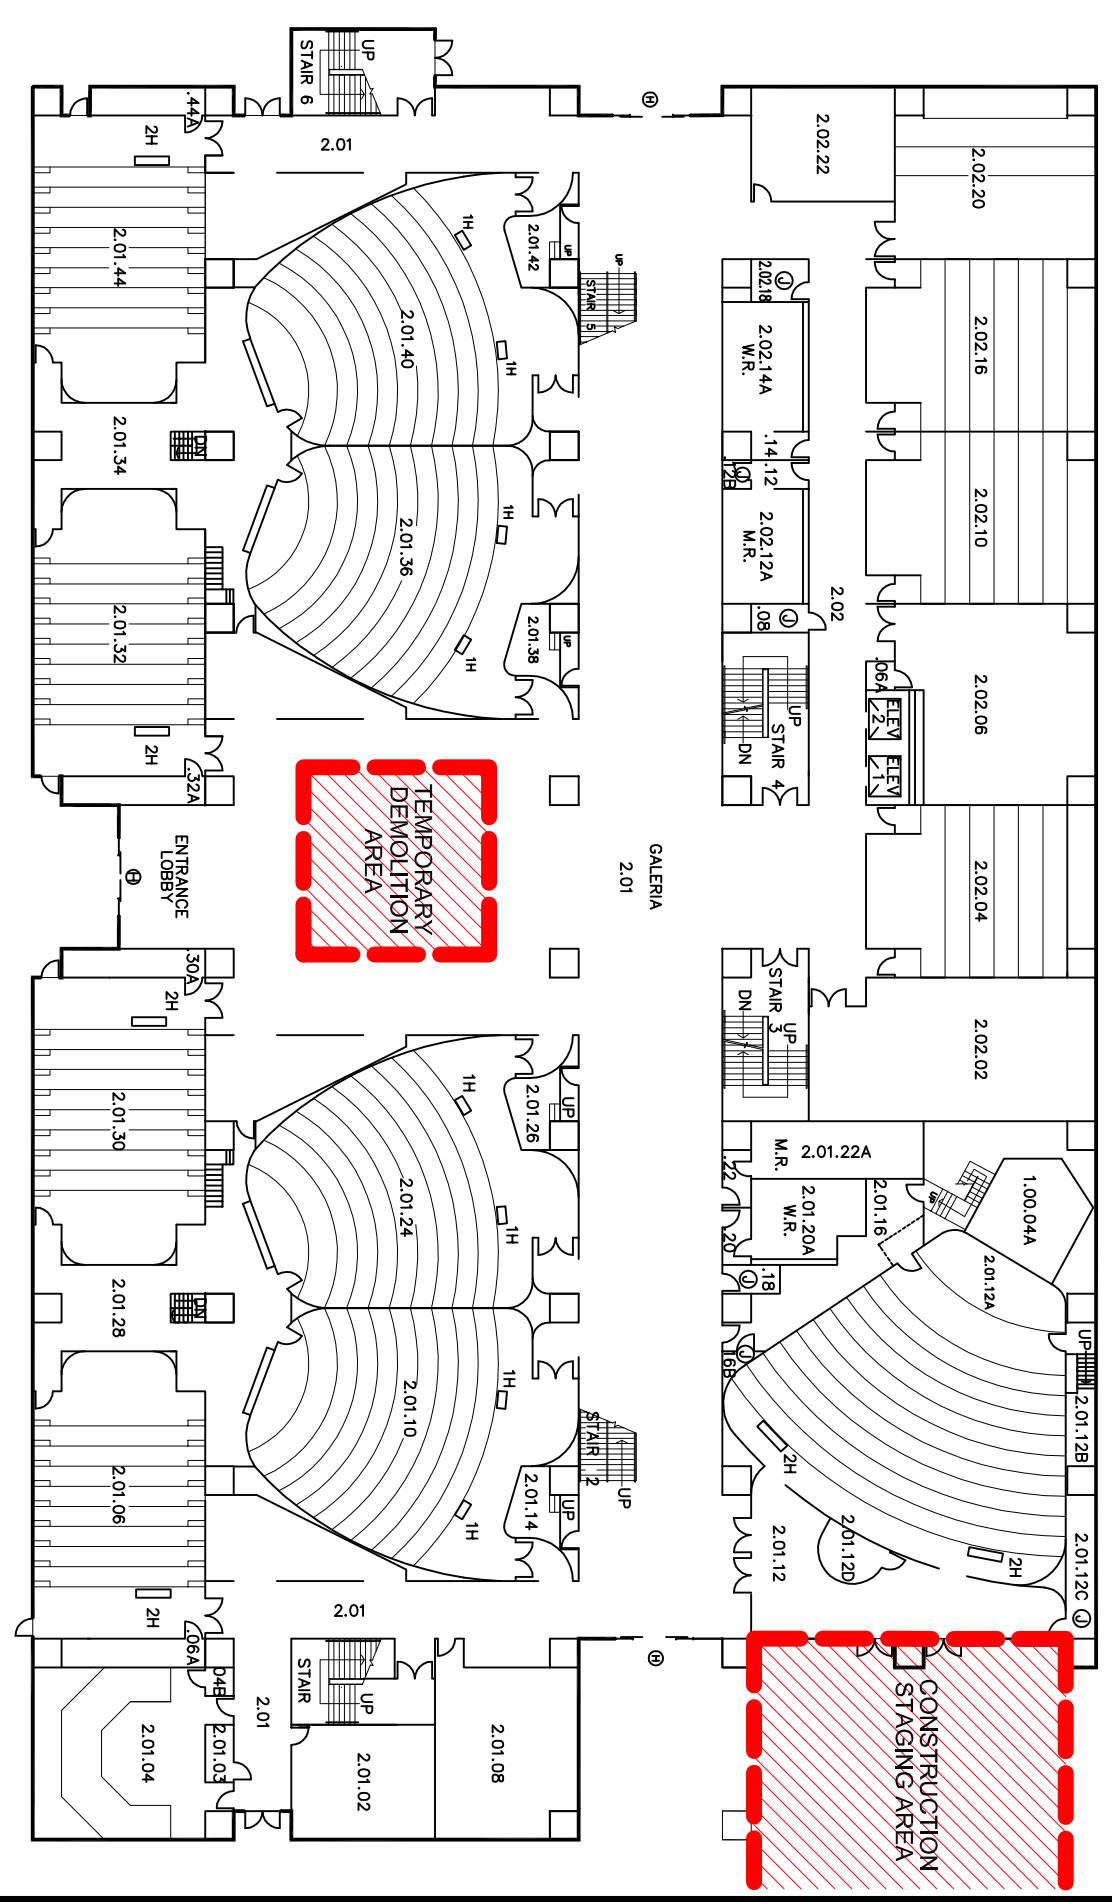 UP
STAIR 6
.44A
2H
2.01
2.02.22
2.02.20
1H
2.01.42
UP
UP
STAIR 5
2.01.44
2.02.18
J
2.01.40
1H
2.02.14A
W.R.
2.02.16
2.01.34
DN
.14
.12
.12B
J
1H
2.01.36
2.02.12A
M.R.
2.02.10
2.01.32
2.01.38
UP
1H
.08
J
2.02
.06A
2.02.06
ELEV
2
ELEV
1
UP
DN
STAIR 4
2H
.32A
TEMPORARY
DEMOLITION
AREA
ENTRANCE
LOBBY
H
H
GALERIA
2.01
2.02.04
.30A
2H
DN
STAIR 3
UP
2.02.02
2.01.30
1H
2.01.26
UP
2.01.22A
M.R.
.22
2.01.20A
W.R.
.20
2.01.16
1.00.04A
UP
2.01.24
1H
.18
J
2.01.12A
2.01.28
DN
J
16B
UP
2.01.12B
2.01.10
1H
STAIR 2
UP
2H
2.01.06
2.01.14
UP
1H
2.01.12
2.01.12D
2H
2.01.12C
J
2H
.06A
2.01
H
04B
STAIR
UP
2.01
2.01.03
2.01.04
2.01.02
2.01.08
CONSTRUCTION
STAGING AREA